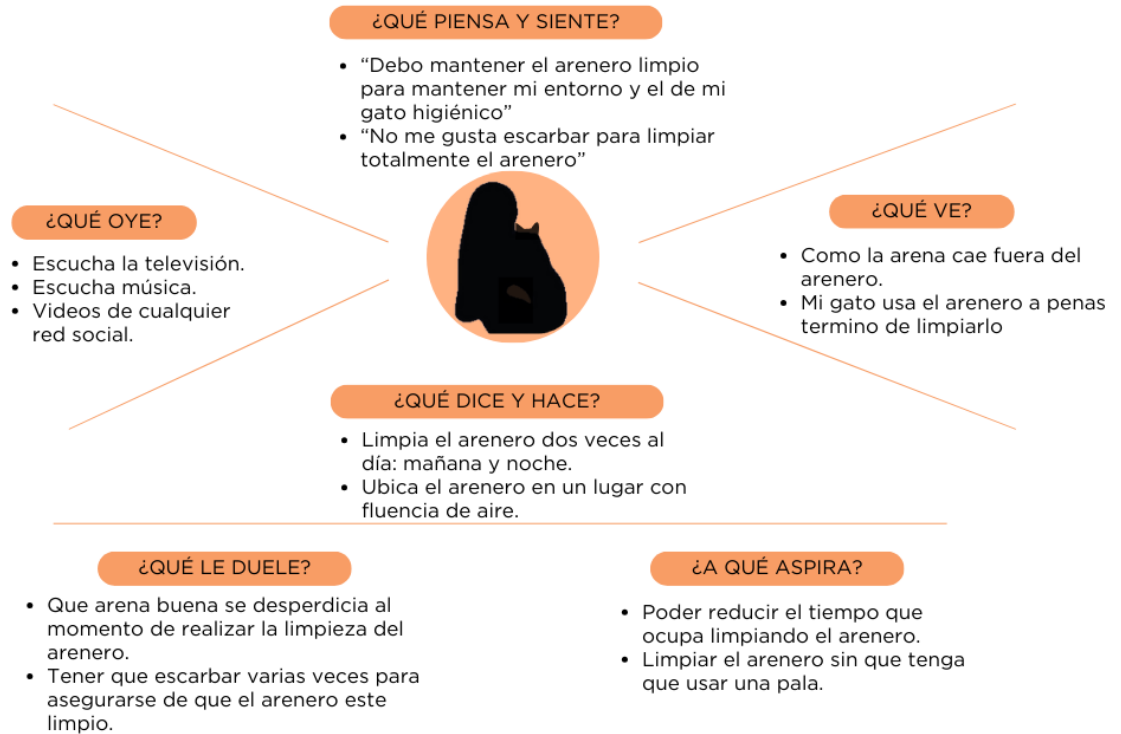 ¿QUÉ PIENSA Y SIENTE?
• “Debo mantener el arenero limpio
para mantener mi entorno y el de mi
gato higiénico”
• “No me gusta escarbar para limpiar
totalmente el arenero”
¿QUÉ OYE?
• Escucha la televisión.
• Escucha música.
• Videos de cualquier
red social.
¿QUÉ VE?
• Como la arena cae fuera del
arenero.
• Mi gato usa el arenero a penas
termino de limpiarlo
¿QUÉ DICE Y HACE?
• Limpia el arenero dos veces al
día: mañana y noche.
• Ubica el arenero en un lugar con
fluencia de aire.
¿QUÉ LE DUELE?
• Que arena buena se desperdicia al
momento de realizar la limpieza del
arenero.
• Tener que escarbar varias veces para
asegurarse de que el arenero este
limpio.
¿A QUÉ ASPIRA?
• Poder reducir el tiempo que
ocupa limpiando el arenero.
• Limpiar el arenero sin que tenga
que usar una pala.